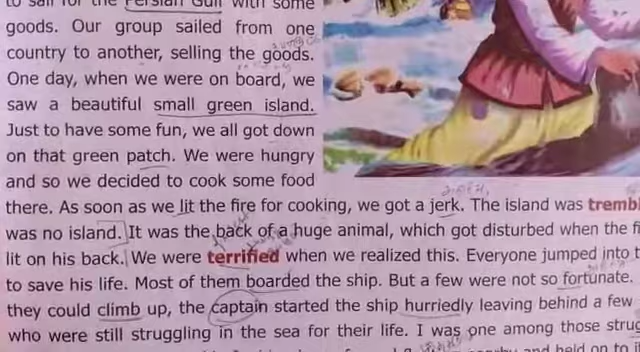 to sail for the Persian Gulf with some
goods. Our group sailed from one
country to another, selling the goods.
One day, when we were on board, we
saw a beautiful small green island.
Just to have some fun, we all got down
on that green patch. We were hungry
and so we decided to cook some food
there. As soon as we lit the fire for cooking, we got a jerk. The island was trembl
was no island. It was the back of a huge animal, which got disturbed when the fi
lit on his back. We were terrified when we realized this. Everyone jumped into t
to save his life. Most of them boarded the ship. But a few were not so fortunate.
they could climb up, the captain started the ship hurriedly leaving behind a few
who were still struggling in the sea for their life. I was one among those strug
and held on to i